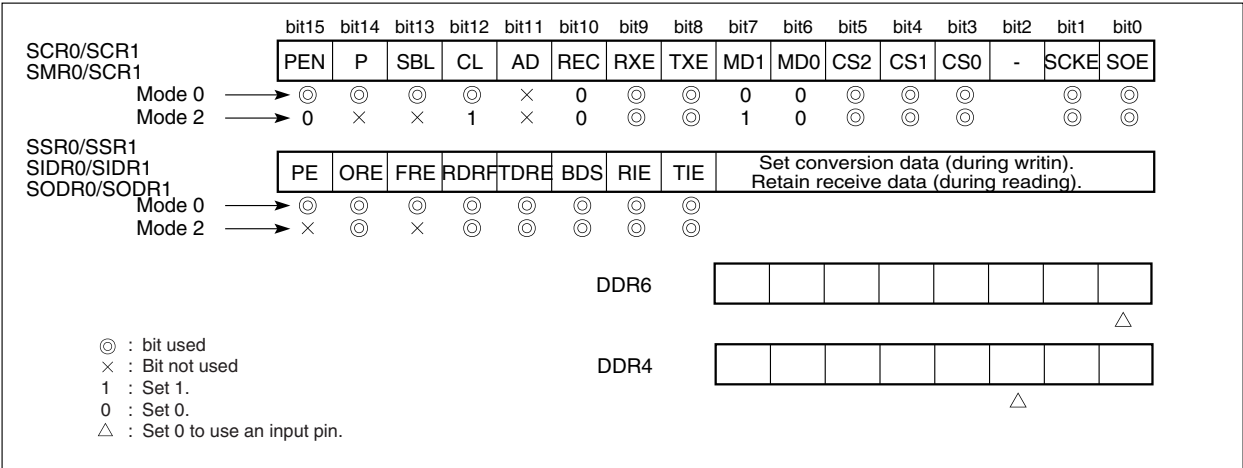 bit15 bit14 bit13 bit12 bit11 bit10 bit9 bit8 bit7 bit6 bit5 bit4 bit3 bit2 bit1 bit0
SCR0/SCR1
SMR0/SCR1
PEN P SBL CL AD REC RXE TXE MD1 MD0 CS2 CS1 CS0 - SCKE SOE
Mode 0 ◎ ◎ ◎ ◎ × 0 ◎ ◎ 0 0 ◎ ◎ ◎ ◎ ◎
Mode 2 0 × × 1 × 0 ◎ ◎ 1 0 ◎ ◎ ◎ ◎ ◎
SSR0/SSR1
SIDR0/SIDR1
SODR0/SODR1
PE ORE FRE RDRF TDRE BDS RIE TIE
Set conversion data (during writin).
Retain receive data (during reading).
Mode 0 ◎ ◎ ◎ ◎ ◎ ◎ ◎ ◎
Mode 2 × ◎ × ◎ ◎ ◎ ◎ ◎
DDR6
△
DDR4
△
◎ : bit used
× : Bit not used
1 : Set 1.
0 : Set 0.
△ : Set 0 to use an input pin.